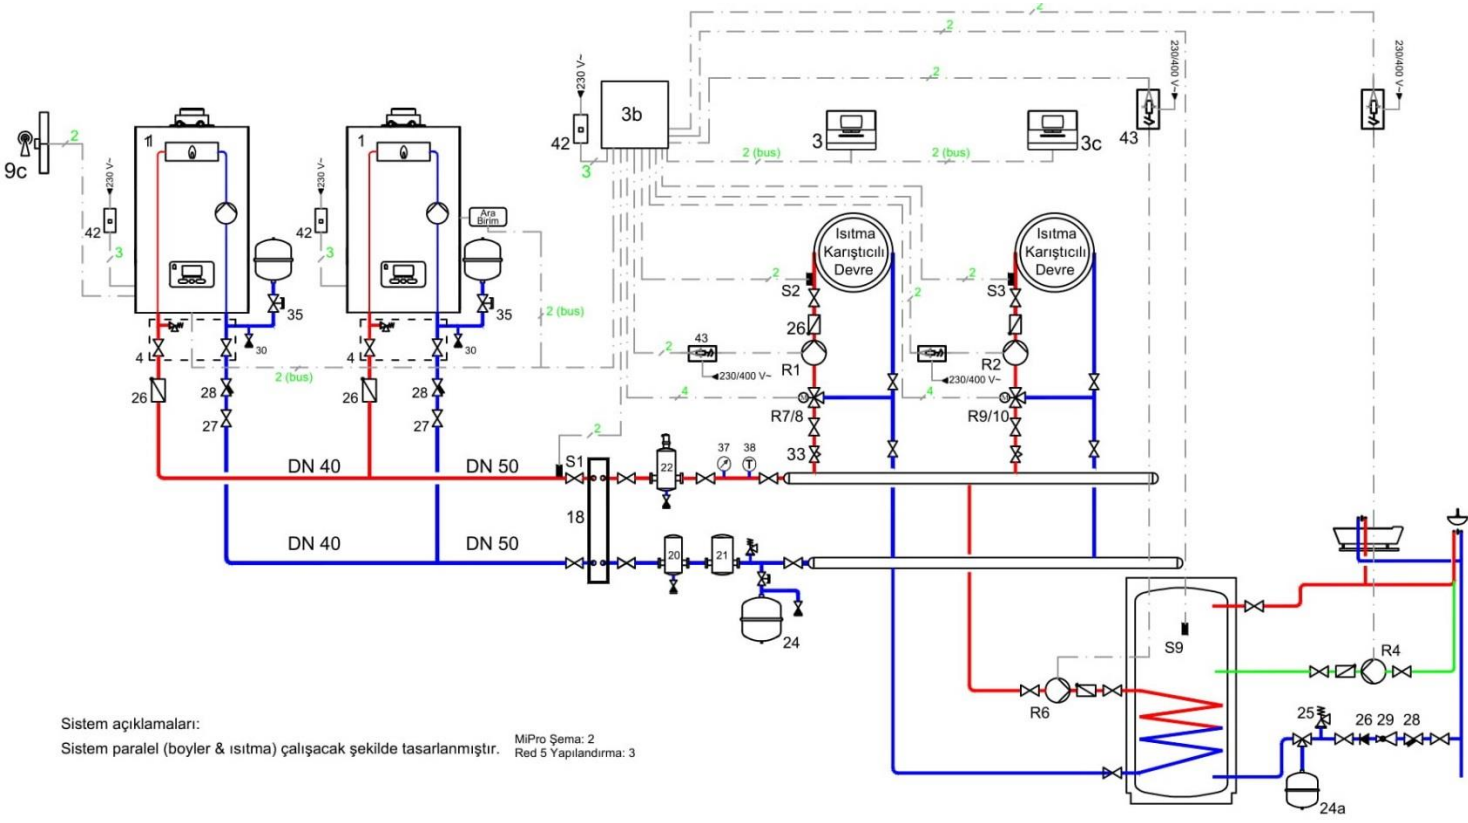 2
2
2
230/400 V~
230/400 V~
230 V~
3b
42
3
3
3c
43
2 (bus)
2 (bus)
9c
2
1
1
230 V~
230 V~
42
42
3
3
Ara
Birim
35
35
30
30
4
4
2 (bus)
2 (bus)
26
28
26
28
27
27
Isıtma
Karıştıcılı
Devre
Isıtma
Karıştıcılı
Devre
2
2
S2
S3
2
26
43
2
R1
R2
230/400 V~
230/400 V~
4
4
M
M
R7/8
R9/10
33
2
S1
37
38
T
22
DN 40
DN 50
18
DN 40
DN 50
20
21
24
S9
R4
R6
25
26
29
28
24a
Sistem açıklamaları:
Sistem paralel (boyler & ısıtma) çalışacak şekilde tasarlanmıştır.
MiPro Şema: 2
Red 5 Yapılandırma: 3